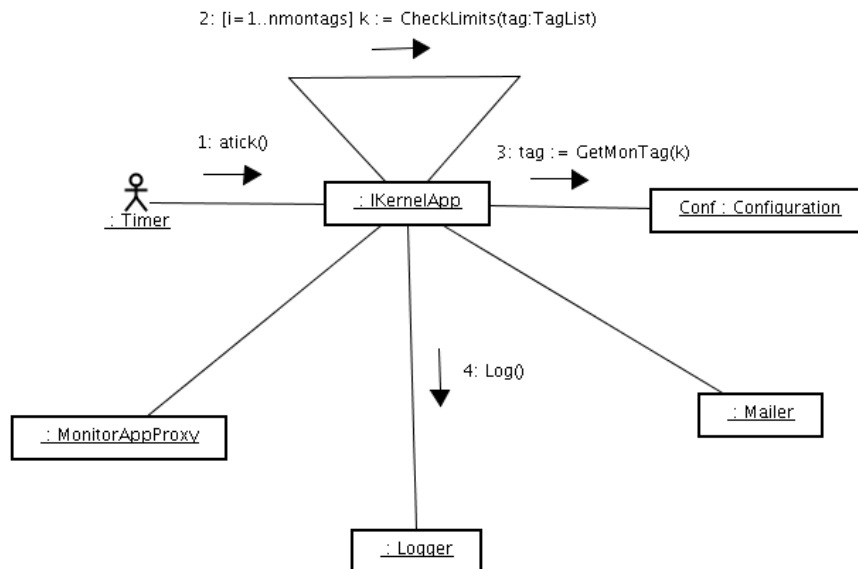 2: [i=1..nmontags] k := CheckLimits(tag:TagList)
1: atick()
3: tag := GetMonTag(k)
: Timer
: IKernelApp
Conf : Configuration
4: Log()
: MonitorAppProxy
: Mailer
: Logger